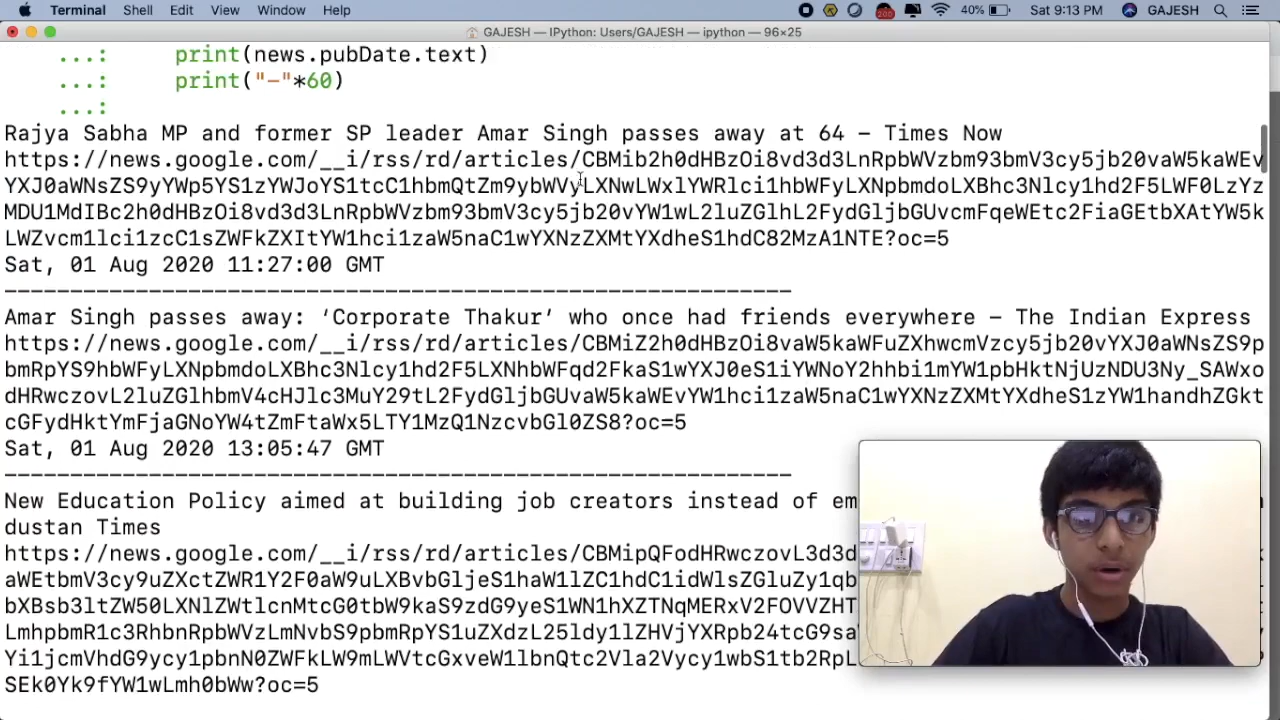 Terminal Shell Edit View Window Help 40% Sat 9:13 PM GAJESH
GAJESH — IPython: Users/GAJESH — ipython — 96×25
...: print(news.pubDate.text)
...: print("-"*60)
...:
Rajya Sabha MP and former SP leader Amar Singh passes away at 64 - Times Now
https://news.google.com/__i/rss/rd/articles/CBMib2h0dHBzOi8vd3d3LnRpbWVzbm93bmV3cy5jb20vaW5kaWEv
YXJ0aWNsZS9yYWp5YS1zYWJoYS1tcC1hbmQtZm9ybWVyLXNwLWxlYWRlci1hbWFyLXNpbmdoLXBhc3Nlcy1hd2F5LWF0LzYz
MDU1MdIBc2h0dHBzOi8vd3d3LnRpbWVzbm93bmV3cy5jb20vYW1wL2luZGlhL2FydGljbGUvcmFqeWEtc2FiaGEtbXAtYW5k
LWZvcm1lci1zcC1sZWFkZXItYW1hci1zaW5naC1wYXNzZXMtYXdheS1hdC82MzA1NTE?oc=5
Sat, 01 Aug 2020 11:27:00 GMT
------------------------------------------------------------
Amar Singh passes away: ‘Corporate Thakur’ who once had friends everywhere - The Indian Express
https://news.google.com/__i/rss/rd/articles/CBMiZ2h0dHBzOi8vaW5kaWFuZXhwcmVzcy5jb20vYXJ0aWNsZS9p
bmRpYS9hbWFyLXNpbmdoLXBhc3Nlcy1hd2F5LXNhbWFqd2FkaS1wYXJ0eS1iYWNoY2hhbi1mYW1pbHktNjUzNDU3Ny_SAWxo
dHRwczovL2luZGlhbmV4cHJlc3MuY29tL2FydGljbGUvaW5kaWEvYW1hci1zaW5naC1wYXNzZXMtYXdheS1zYW1handhZGkt
cGFydHktYmFjaGNoYW4tZmFtaWx5LTY1MzQ1NzcvbGl0ZS8?oc=5
Sat, 01 Aug 2020 13:05:47 GMT
------------------------------------------------------------
New Education Policy aimed at building job creators instead of em
dustan Times
https://news.google.com/__i/rss/rd/articles/CBMipQFodHRwczovL3d3d
aWEtbmV3cy9uZXctZWR1Y2F0aW9uLXBvbGljeS1haW1lZC1hdC1idWlsZGluZy1qb
bXBsb3ltZW50LXNlZWtlcnMtcG0tbW9kaS9zdG9yeS1WN1hXZTNqMERxV2FOVVZHT
LmhpbmR1c3RhbnRpbWVzLmNvbS9pbmRpYS1uZXdzL25ldy1lZHVjYXRpb24tcG9sa
Yi1jcmVhdG9ycy1pbnN0ZWFkLW9mLWVtcGxveW1lbnQtc2Vla2Vycy1wbS1tb2RpL
SEk0Yk9fYW1wLmh0bWw?oc=5